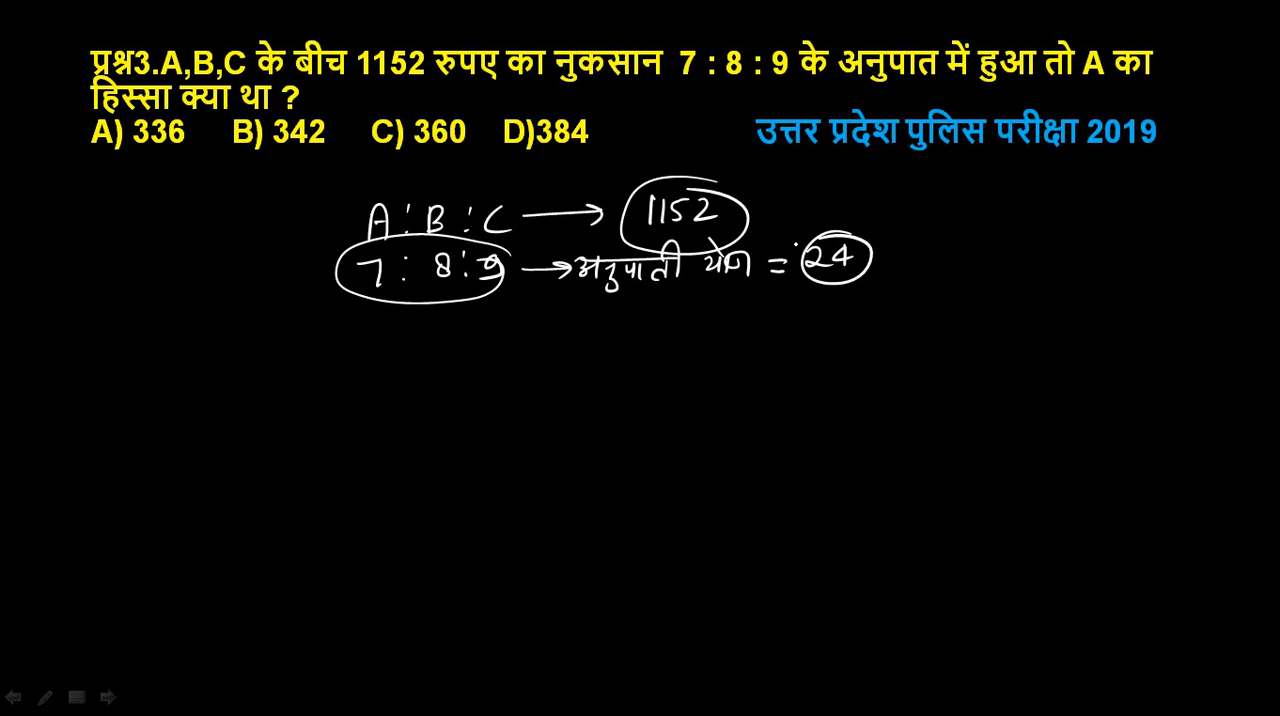 प्रश्न3.A,B,C के बीच 1152 रुपए का नुकसान 7 : 8 : 9 के अनुपात में हुआ तो A का
हिस्सा क्या था ?
A) 336 B) 342 C) 360 D)384 उत्तर प्रदेश पुलिस परीक्षा 2019
A : B : C → 1152
7 : 8 : 9 → अनुपाती योग = 24